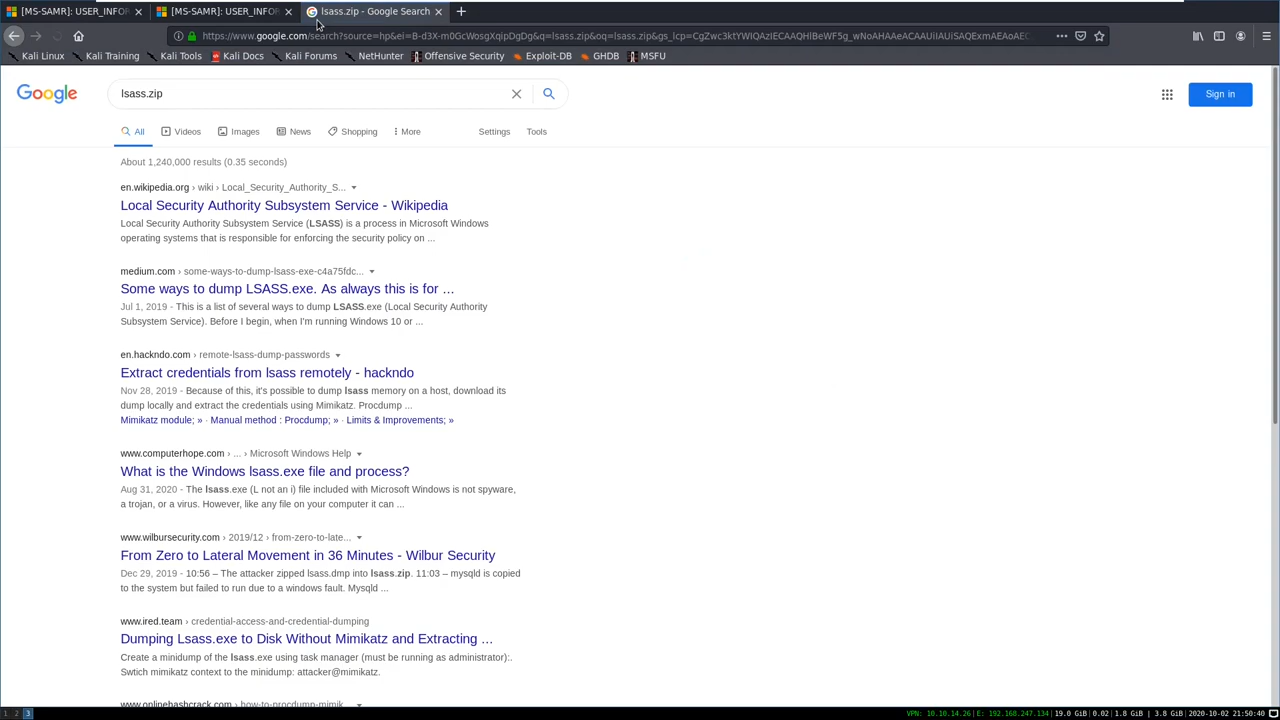 [MS-SAMR]: USER_INFOR
[MS-SAMR]: USER_INFOR
lsass.zip - Google Search
https://www.google.com/search?source=hp&ei=B-d3X-m0GcWosgXqipDgDg&q=lsass.zip&oq=lsass.zip
Kali Linux
Kali Training
Kali Tools
Kali Docs
Kali Forums
NetHunter
Offensive Security
Exploit-DB
GHDB
MSFU
Google
lsass.zip
Sign in
All
Videos
Images
News
Shopping
More
Settings
Tools
About 1,240,000 results (0.35 seconds)
en.wikipedia.org › wiki › Local_Security_Authority_S...
Local Security Authority Subsystem Service - Wikipedia
Local Security Authority Subsystem Service (LSASS) is a process in Microsoft Windows
operating systems that is responsible for enforcing the security policy on ...
medium.com › some-ways-to-dump-lsass-exe-c4a75fdc...
Some ways to dump LSASS.exe. As always this is for ...
Jul 1, 2019 - This is a list of several ways to dump LSASS.exe (Local Security Authority
Subsystem Service). Before I begin, when I'm running Windows 10 or ...
en.hackndo.com › remote-lsass-dump-passwords
Extract credentials from lsass remotely - hackndo
Nov 28, 2019 - Because of this, it's possible to dump lsass memory on a host, download its
dump locally and extract the credentials using Mimikatz. Procdump ...
Mimikatz module; » · Manual method : Procdump; » · Limits & Improvements; »
www.computerhope.com › ... › Microsoft Windows Help
What is the Windows lsass.exe file and process?
Aug 31, 2020 - The lsass.exe (L not an i) file included with Microsoft Windows is not spyware,
a trojan, or a virus. However, like any file on your computer it can ...
www.wilbursecurity.com › 2019/12 › from-zero-to-late...
From Zero to Lateral Movement in 36 Minutes - Wilbur Security
Dec 29, 2019 - 10:56 – The attacker zipped lsass.dmp into lsass.zip. 11:03 – mysqld is copied
to the system but failed to run due to a windows fault. Mysqld ...
www.ired.team › credential-access-and-credential-dumping
Dumping Lsass.exe to Disk Without Mimikatz and Extracting ...
Create a minidump of the lsass.exe using task manager (must be running as administrator):.
Swtich mimikatz context to the minidump: attacker@mimikatz.
www.onlinehashcrack.com › how-to-procdump-mimik...
1 2 3
VPN: 10.10.14.26| E: 192.168.247.134| 19.0 GiB| 0.02| 1.8 GiB | 3.8 GiB| 2020-10-02 21:50:40